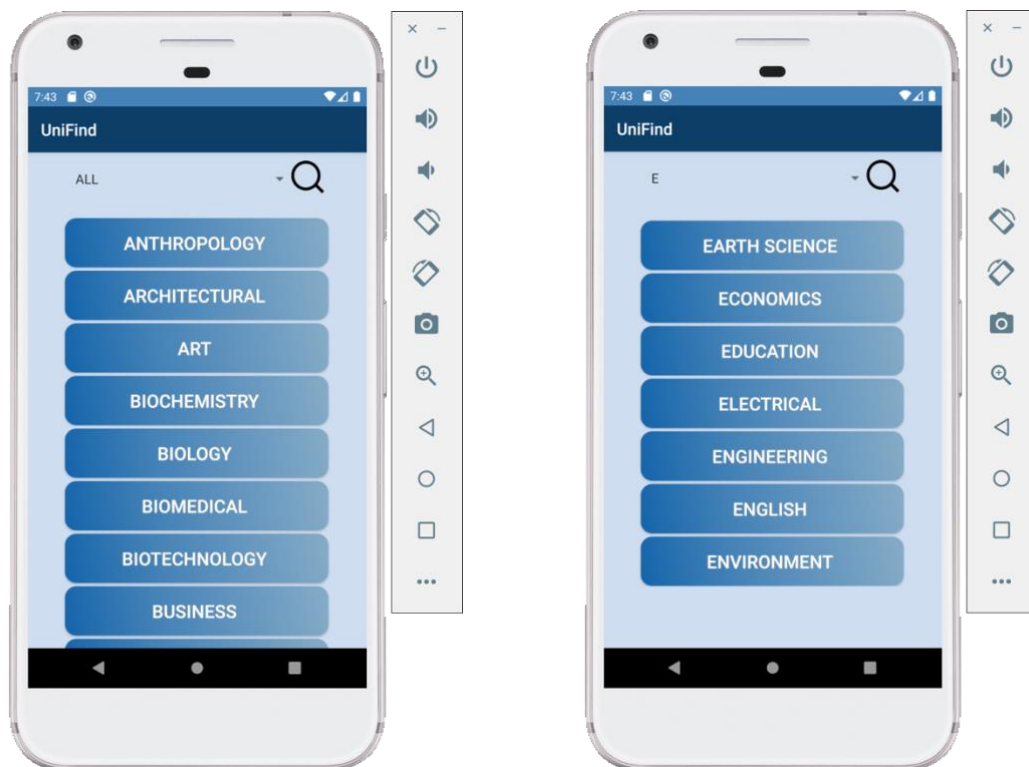 7:43
UniFind
ALL
ANTHROPOLOGY
ARCHITECTURAL
ART
BIOCHEMISTRY
BIOLOGY
BIOMEDICAL
BIOTECHNOLOGY
BUSINESS
7:43
UniFind
E
EARTH SCIENCE
ECONOMICS
EDUCATION
ELECTRICAL
ENGINEERING
ENGLISH
ENVIRONMENT